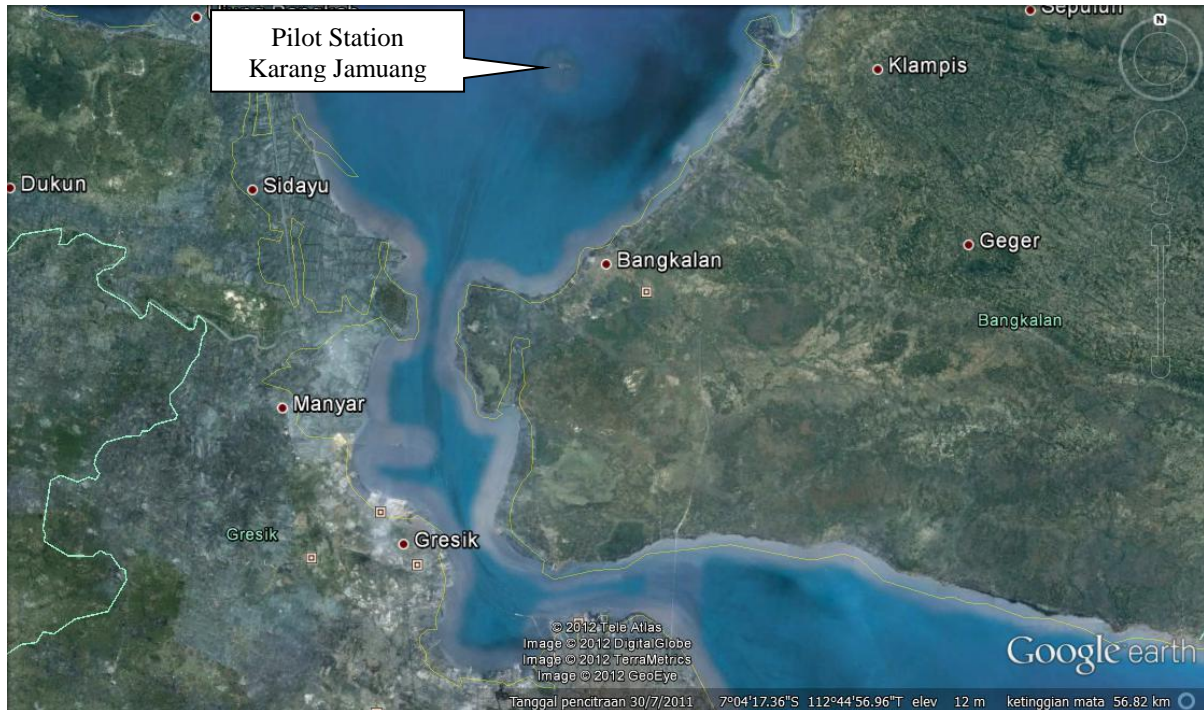 Pilot Station
Karang Jamuang
N
Klampis
Dukun
Sidayu
Geger
Bangkalan
Bangkalan
Manyar
Gresik
Gresik
© 2012 Tele Atlas
Image © 2012 DigitalGlobe
Image © 2012 TerraMetrics
Image © 2012 GeoEye
Google earth
Tanggal pencitraan 30/7/2011 7°04'17.36"S 112°44'56.96"T elev 12 m ketinggian mata 56.82 km